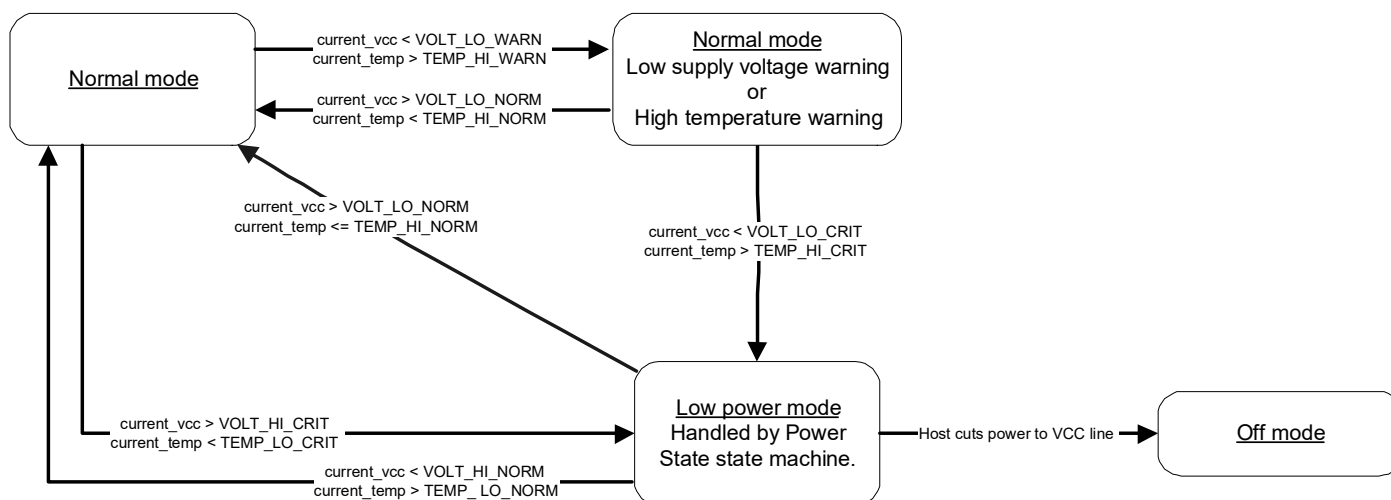 Normal mode
current_vcc < VOLT_LO_WARN
current_temp > TEMP_HI_WARN
current_vcc > VOLT_LO_NORM
current_temp < TEMP_HI_NORM
Normal mode
Low supply voltage warning
or
High temperature warning
current_vcc > VOLT_LO_NORM
current_temp <= TEMP_HI_NORM
current_vcc < VOLT_LO_CRIT
current_temp > TEMP_HI_CRIT
current_vcc > VOLT_HI_CRIT
current_temp < TEMP_LO_CRIT
current_vcc < VOLT_HI_NORM
current_temp > TEMP_ LO_NORM
Low power mode
Handled by Power
State state machine.
Host cuts power to VCC line
Off mode